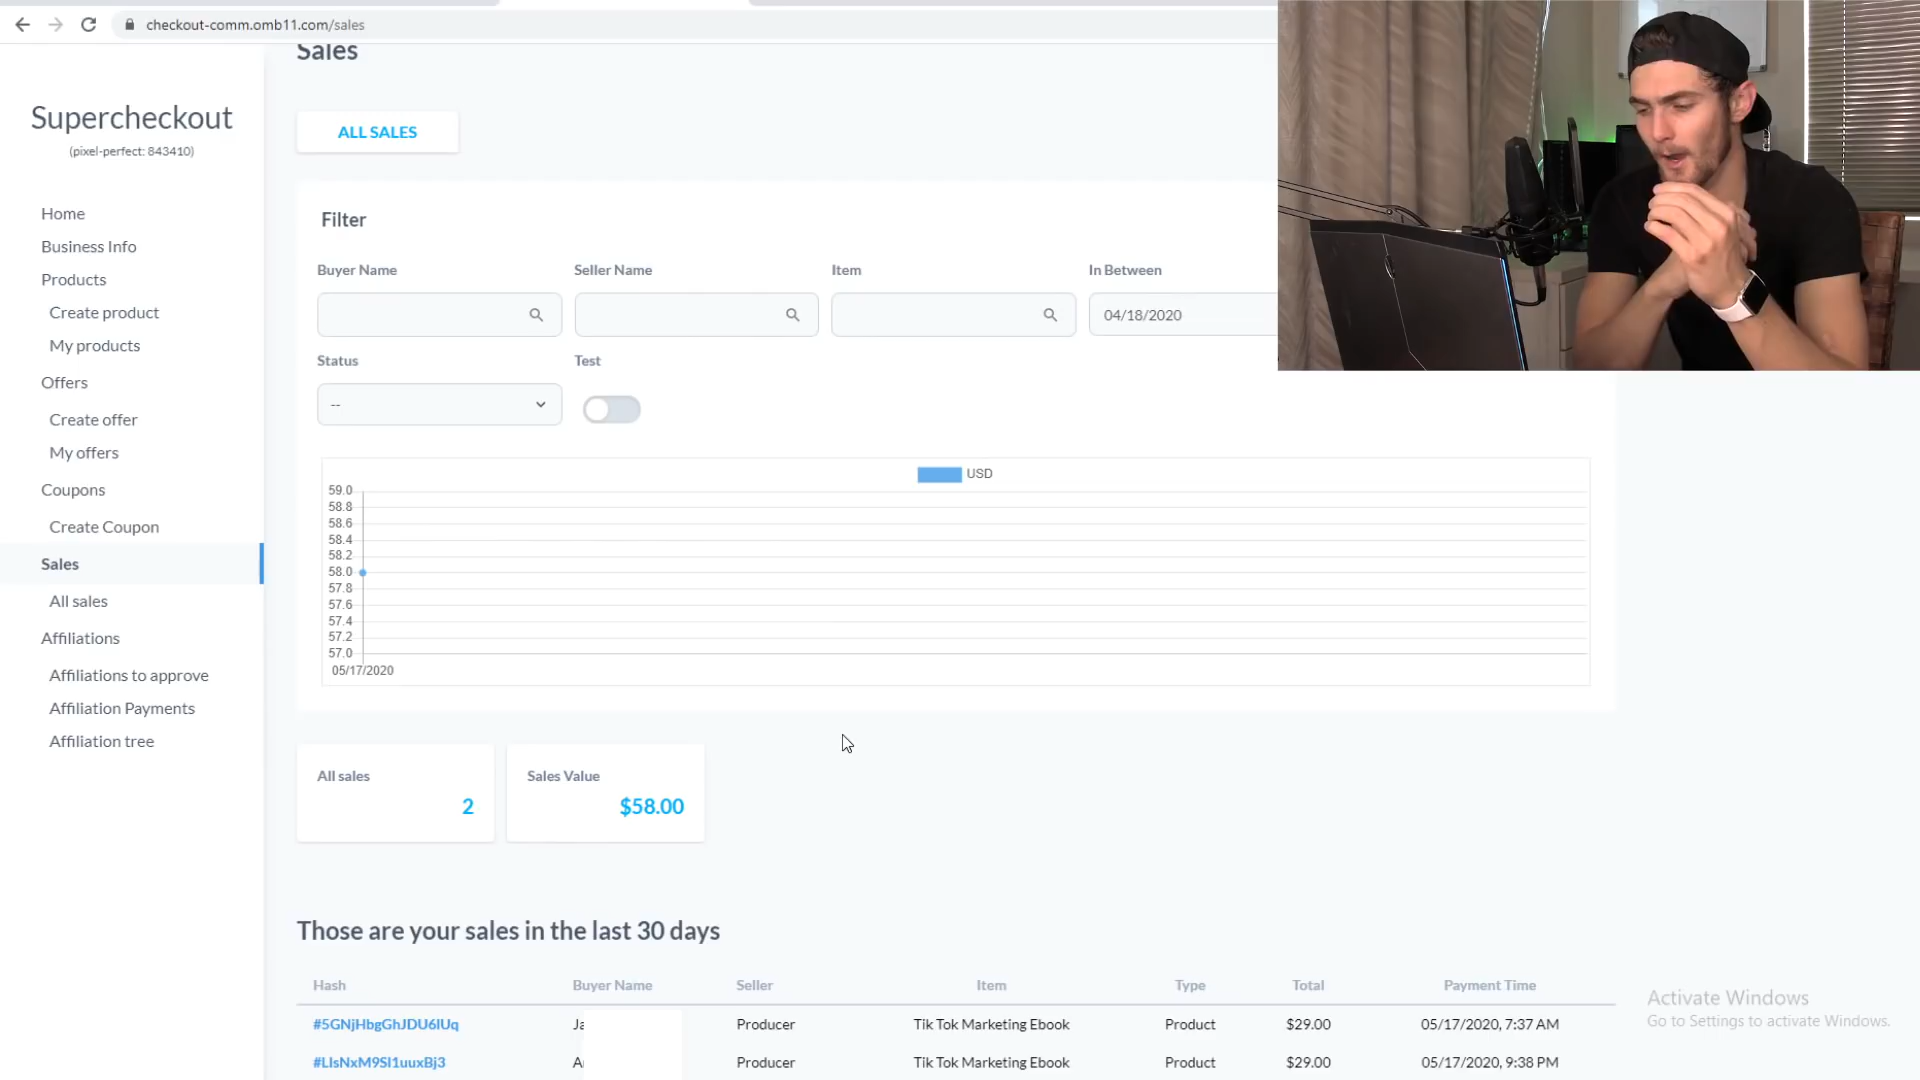 checkout-comm.omb11.com/sales
Sales
Supercheckout
(pixel-perfect: 843410)
Home
Business Info
Products
Create product
My products
Offers
Create offer
My offers
Coupons
Create Coupon
Sales
All sales
Affiliations
Affiliations to approve
Affiliation Payments
Affiliation tree
ALL SALES
Filter
Buyer Name
Seller Name
Item
In Between
04/18/2020
Status
Test
--
USD
59.0
58.8
58.6
58.4
58.2
58.0
57.8
57.6
57.4
57.2
57.0
05/17/2020
All sales
2
Sales Value
$58.00
Those are your sales in the last 30 days
Hash Buyer Name Seller Item Type Total Payment Time
#5GNjHbgGhJDU6lUq Ja Producer Tik Tok Marketing Ebook Product $29.00 05/17/2020, 7:37 AM
#LIsNxM9SI1uuxBj3 Producer Tik Tok Marketing Ebook Product $29.00 05/17/2020, 9:38 PM
Activate Windows
Go to Settings to activate Windows.